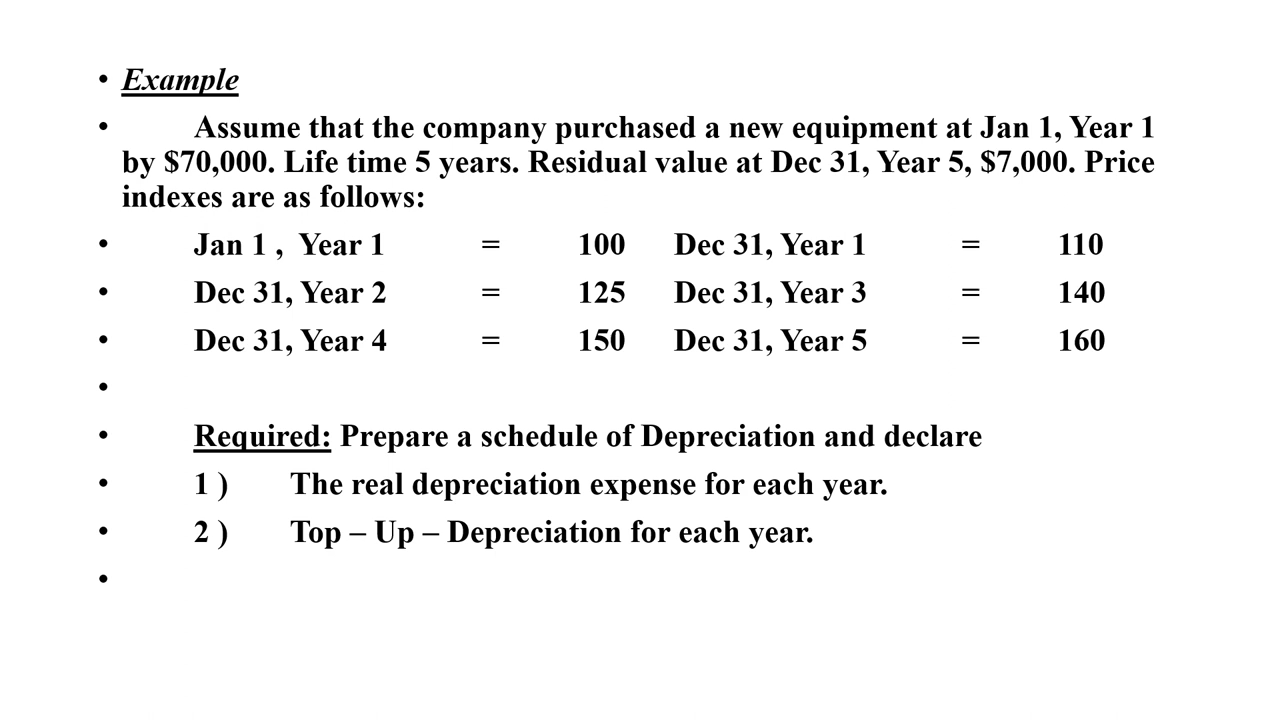 • Example
• Assume that the company purchased a new equipment at Jan 1, Year 1
by $70,000. Life time 5 years. Residual value at Dec 31, Year 5, $7,000. Price
indexes are as follows:
• Jan 1 , Year 1 = 100 Dec 31, Year 1 = 110
• Dec 31, Year 2 = 125 Dec 31, Year 3 = 140
• Dec 31, Year 4 = 150 Dec 31, Year 5 = 160
•
• Required: Prepare a schedule of Depreciation and declare
• 1 ) The real depreciation expense for each year.
• 2 ) Top – Up – Depreciation for each year.
•